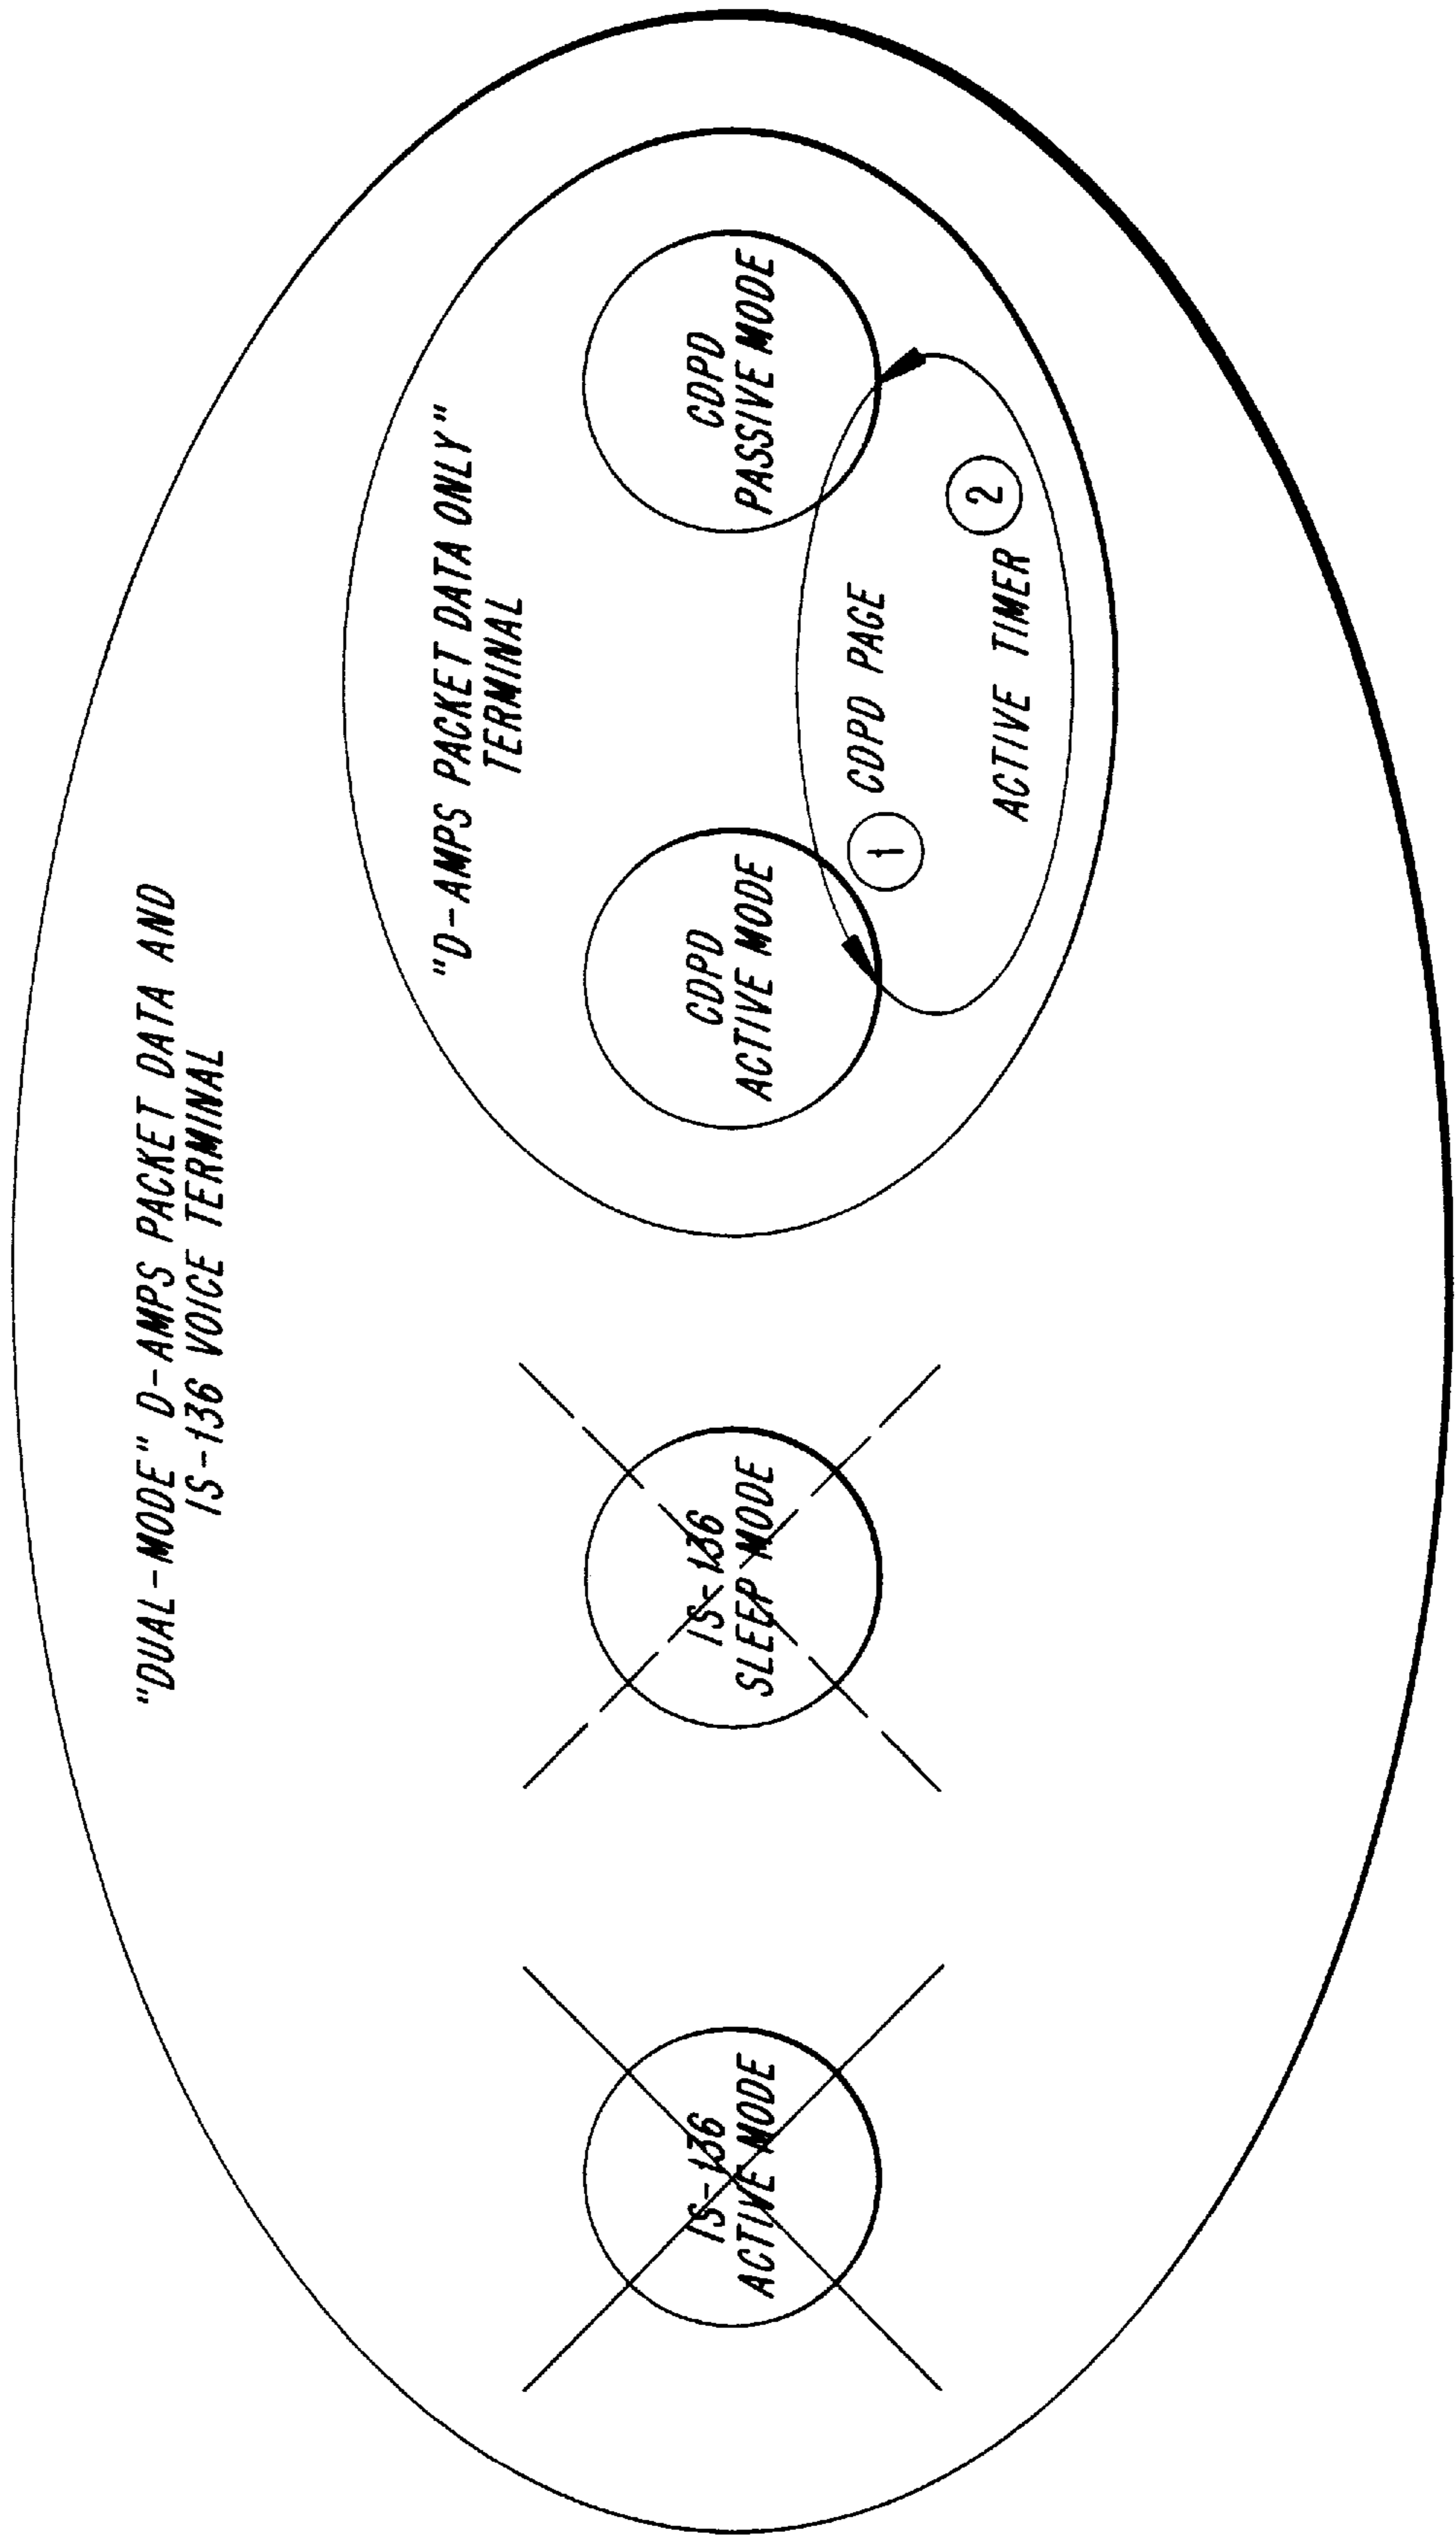 "DUAL-MODE" D-AMPS PACKET DATA AND
IS-136 VOICE TERMINAL
"D-AMPS PACKET DATA ONLY"
TERMINAL
IS-136
ACTIVE MODE
IS-136
SLEEP MODE
CDPD
ACTIVE MODE
CDPD
PASSIVE MODE
1 CDPD PAGE
ACTIVE TIMER 2